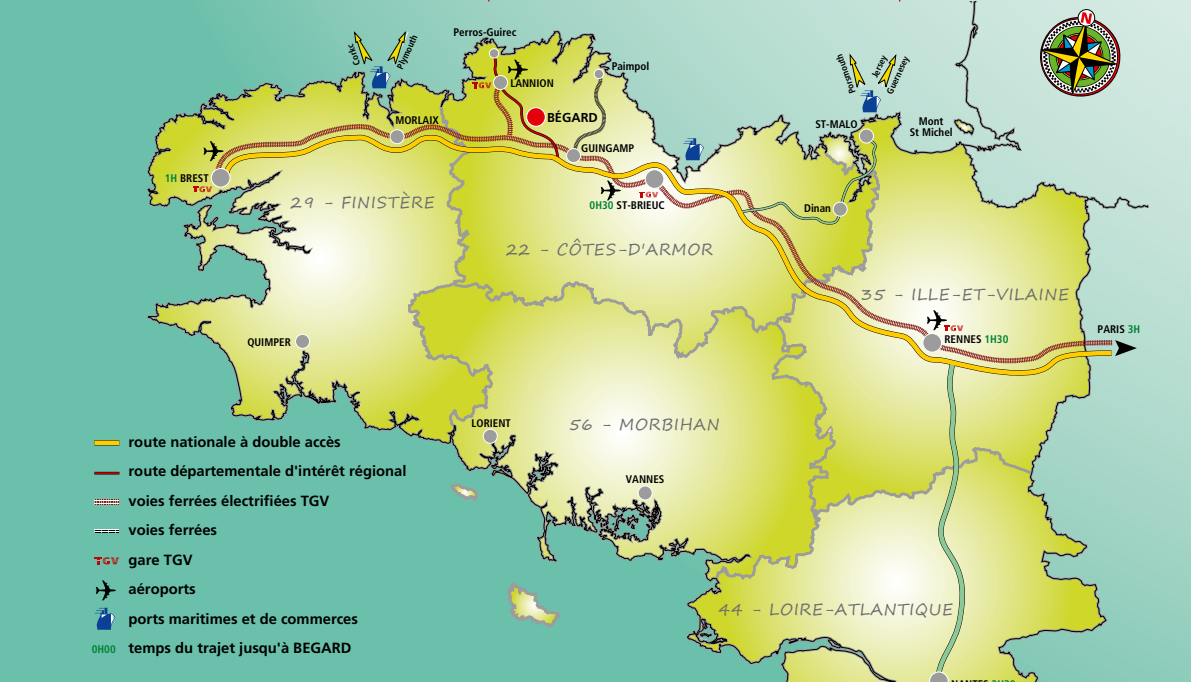 N
Perros-Guirec
Corck
Plymouth
Paimpol
TGV
LANNION
Portsmouth
Jersey
Guernesey
BÉGARD
MORLAIX
ST-MALO
Mont
St Michel
GUINGAMP
1H BREST
TGV
TGV
0H30 ST-BRIEUC
29 - FINISTÈRE
Dinan
22 - CÔTES-D'ARMOR
35 - ILLE-ET-VILAINE
TGV
RENNES 1H30
PARIS 3H
QUIMPER
LORIENT
56 - MORBIHAN
VANNES
route nationale à double accès
route départementale d'intérêt régional
voies ferrées électrifiées TGV
voies ferrées
TGV gare TGV
aéroports
ports maritimes et de commerces
0H00 temps du trajet jusqu'à BEGARD
44 - LOIRE-ATLANTIQUE